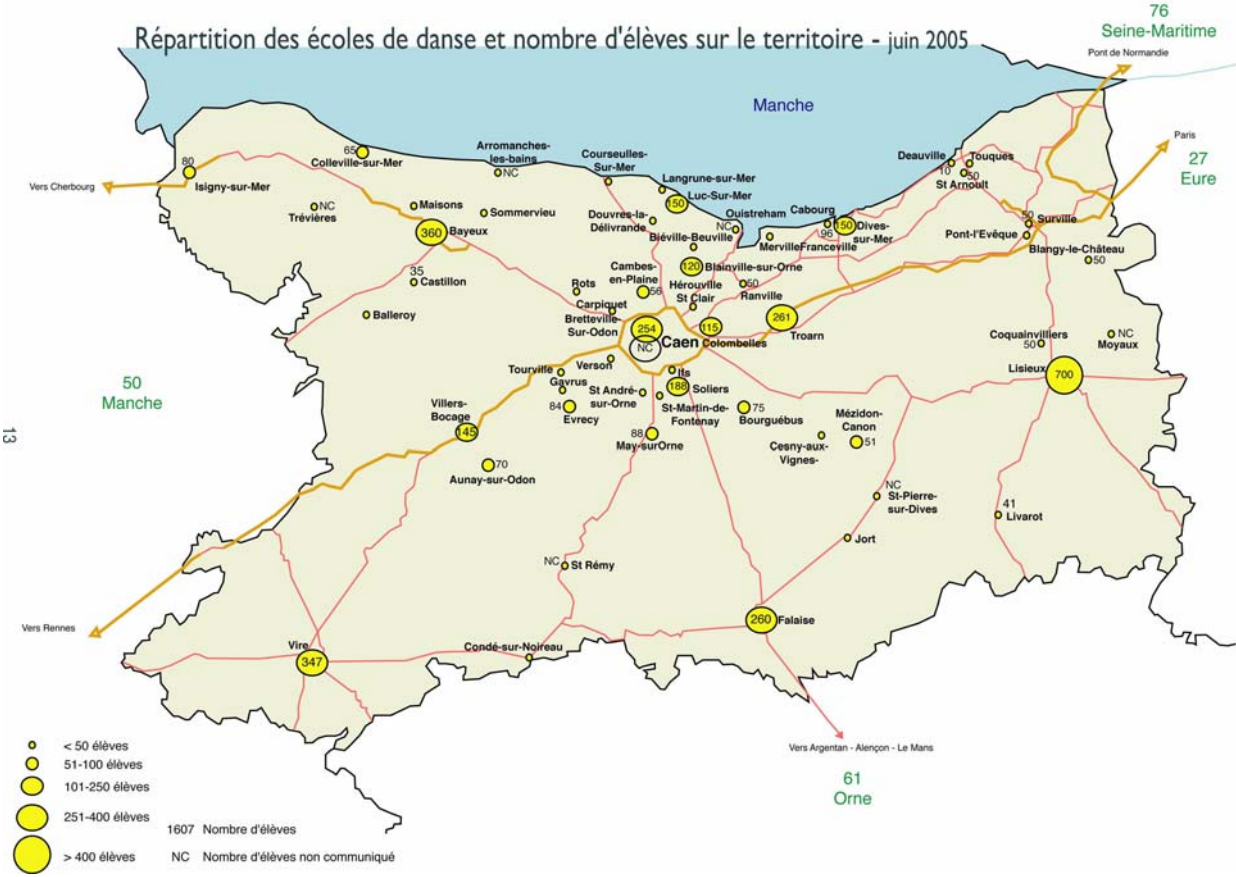 Répartition des écoles de danse et nombre d'élèves sur le territoire - juin 2005
76
Seine-Maritime
Pont de Normandie
Manche
Paris
27
Eure
Vers Cherbourg
80
Isigny-sur-Mer
65
Colleville-sur-Mer
Arromanches-
les-bains
NC
Courseulles-
Sur-Mer
Langrune-sur-Mer
Luc-Sur-Mer
150
Deauville
10
Touques
50
St Arnoult
NC
Trévières
Maisons
360
Bayeux
Sommervieu
Douvres-la-
Délivrande
Ouistreham
NC
Cabourg
96
150
Dives-
sur-Mer
MervilleFranceville
50
Surville
Pont-l'Evêque
Blangy-le-Château
50
Biéville-Beuville
120
Blainville-sur-Orne
35
Castillon
Cambes-
en-Plaine
56
Hérouville
St Clair
50
Ranville
Rots
Carpiquet
Balleroy
Bretteville-
Sur-Odon
254
NC
Caen
115
Colombelles
261
Troarn
Coquainvilliers
50
NC
Moyaux
Lisieux
700
50
Manche
Tourville
Verson
Gavrus
84
Evrecy
St André-
sur-Orne
Ifs
188
Soliers
St-Martin-de-
Fontenay
75
Bourguébus
Mézidon-
Canon
51
Cesny-aux-
Vignes-
Villers-
Bocage
145
88
May-surOrne
70
Aunay-sur-Odon
13
NC
St-Pierre-
sur-Dives
41
Livarot
Jort
NC
St Rémy
260
Falaise
Vers Rennes
Vire
347
Condé-sur-Noireau
Vers Argentan - Alençon - Le Mans
61
Orne
< 50 élèves
51-100 élèves
101-250 élèves
251-400 élèves
> 400 élèves
1607 Nombre d'élèves
NC Nombre d'élèves non communiqué